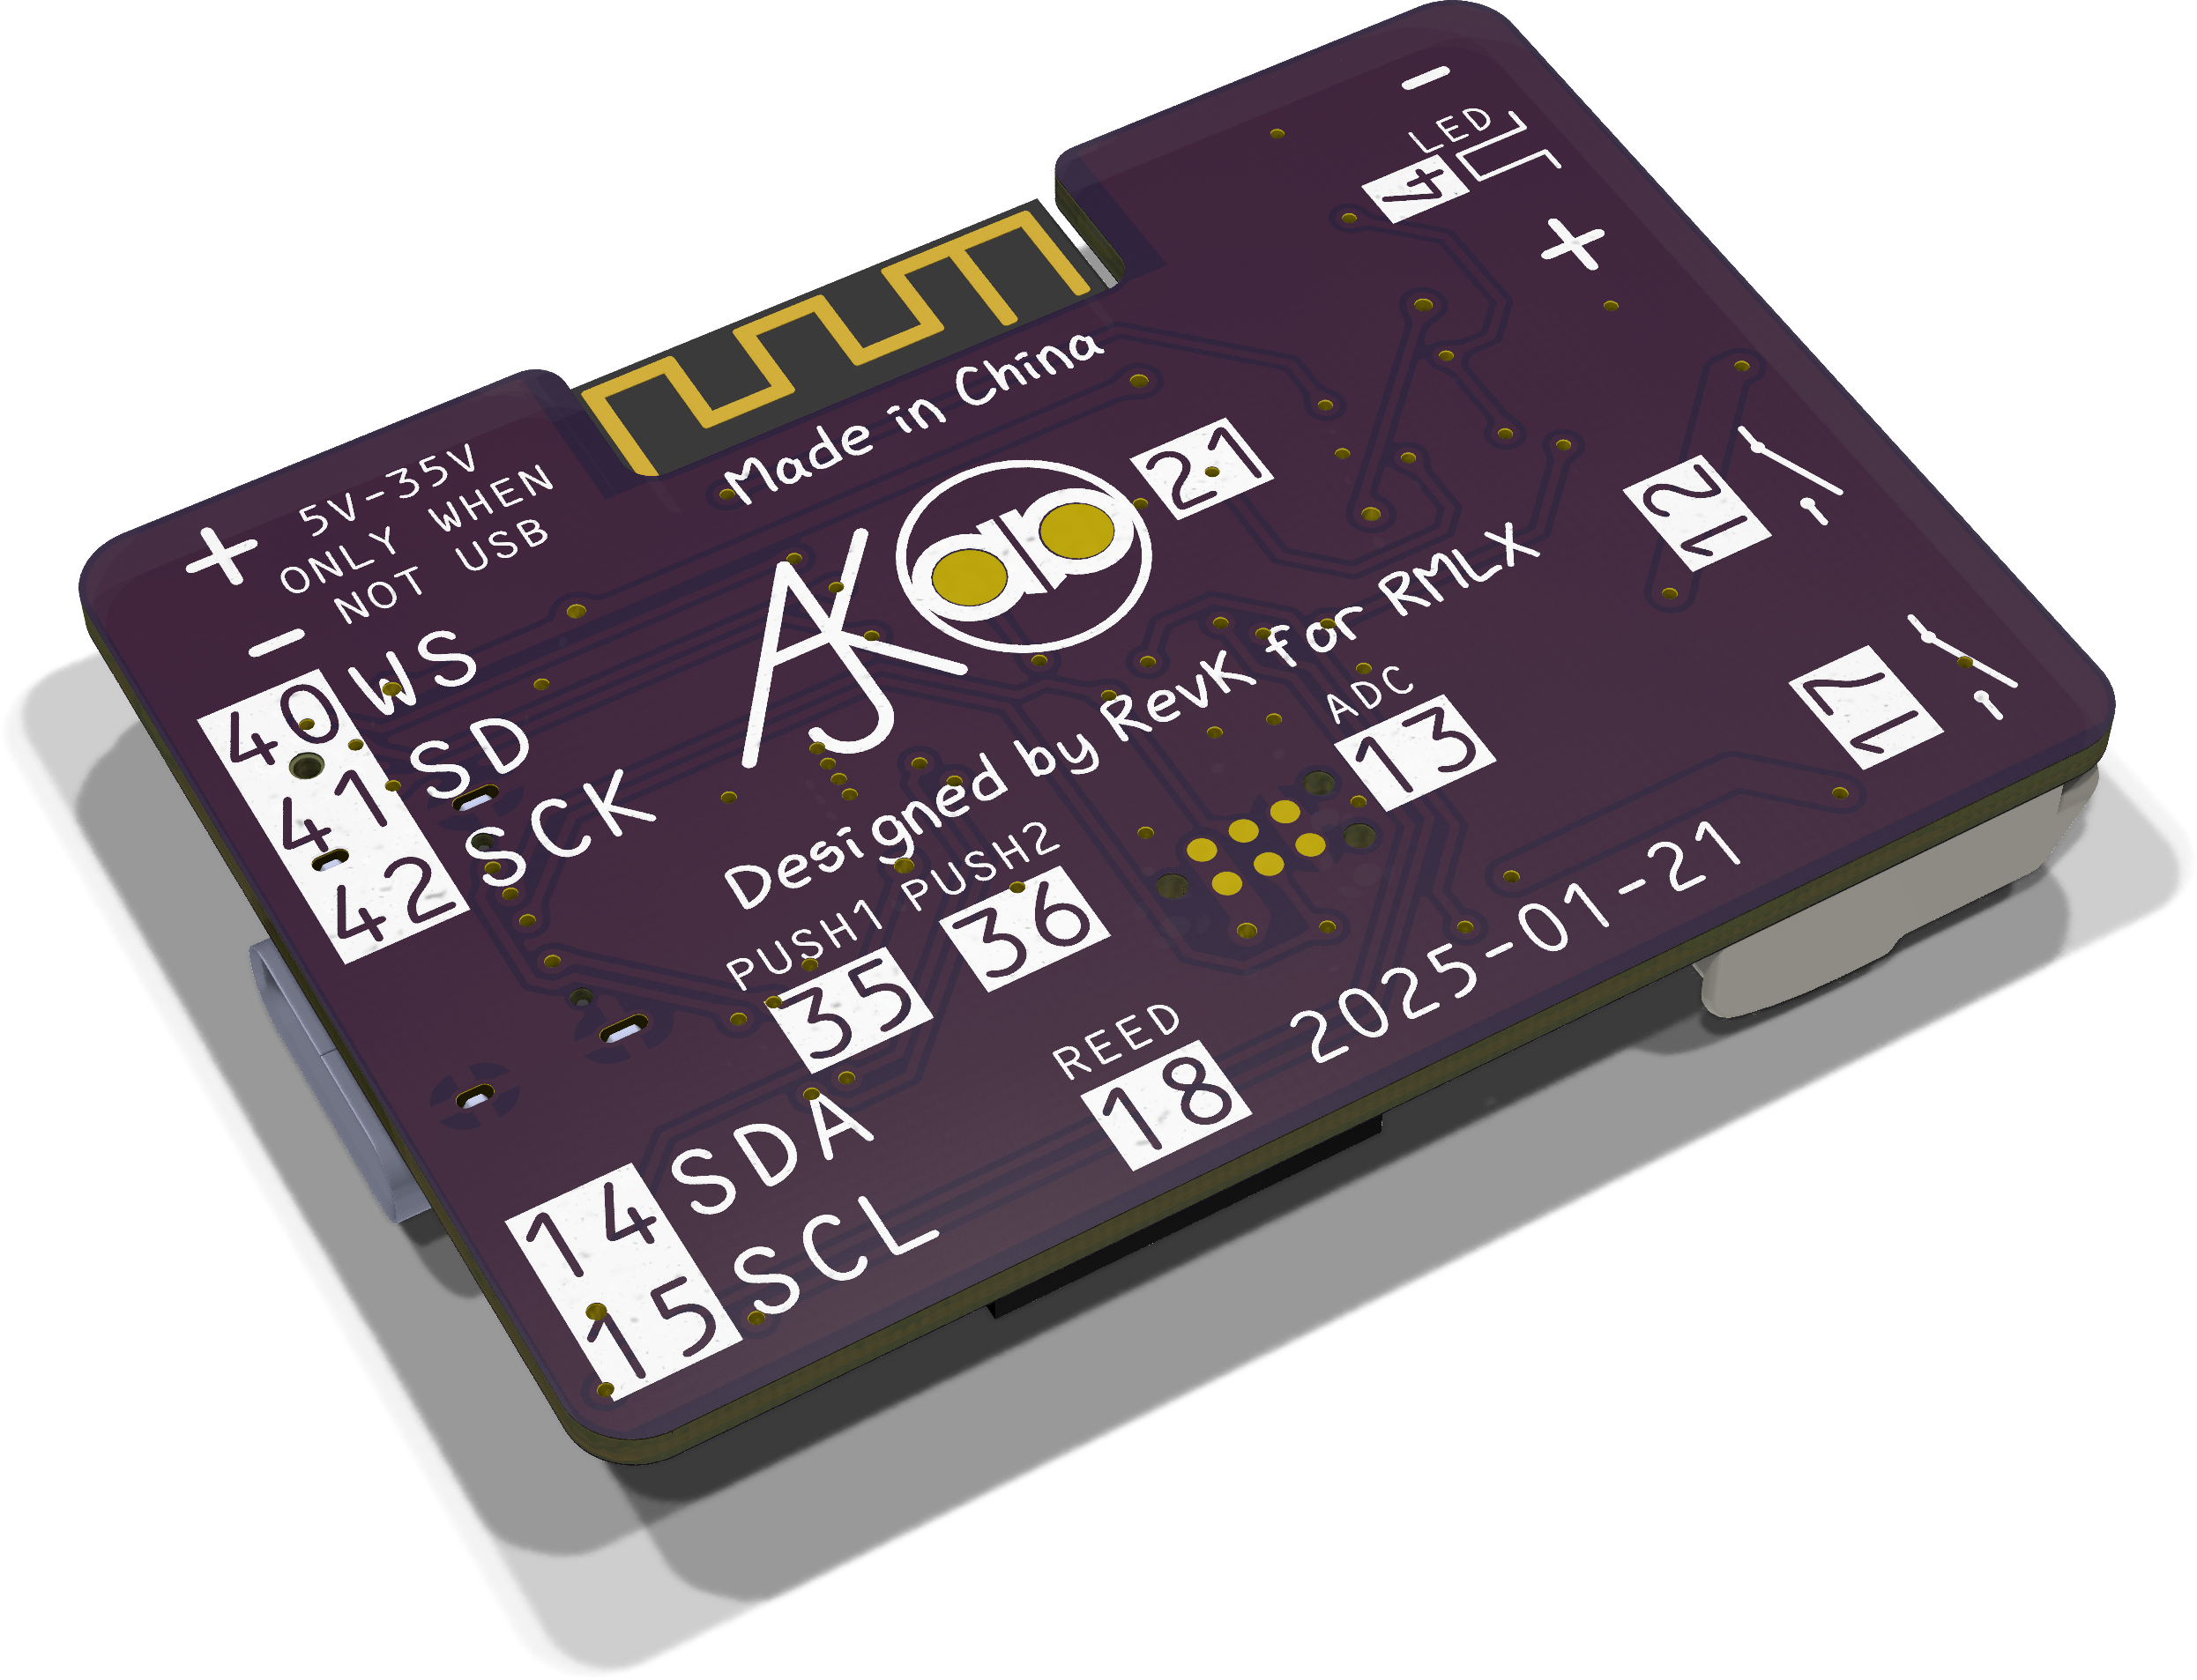 -
LED
4
+
5V-35V
ONLY WHEN
NOT USB
+
-
Made in China
21
AJK
12
17
40 WS
41 SD
42 SCK
Designed by RevK for RMLX
ADC
13
PUSH1 PUSH2
35 36
2025-01-21
REED
18
14 SDA
15 SCL